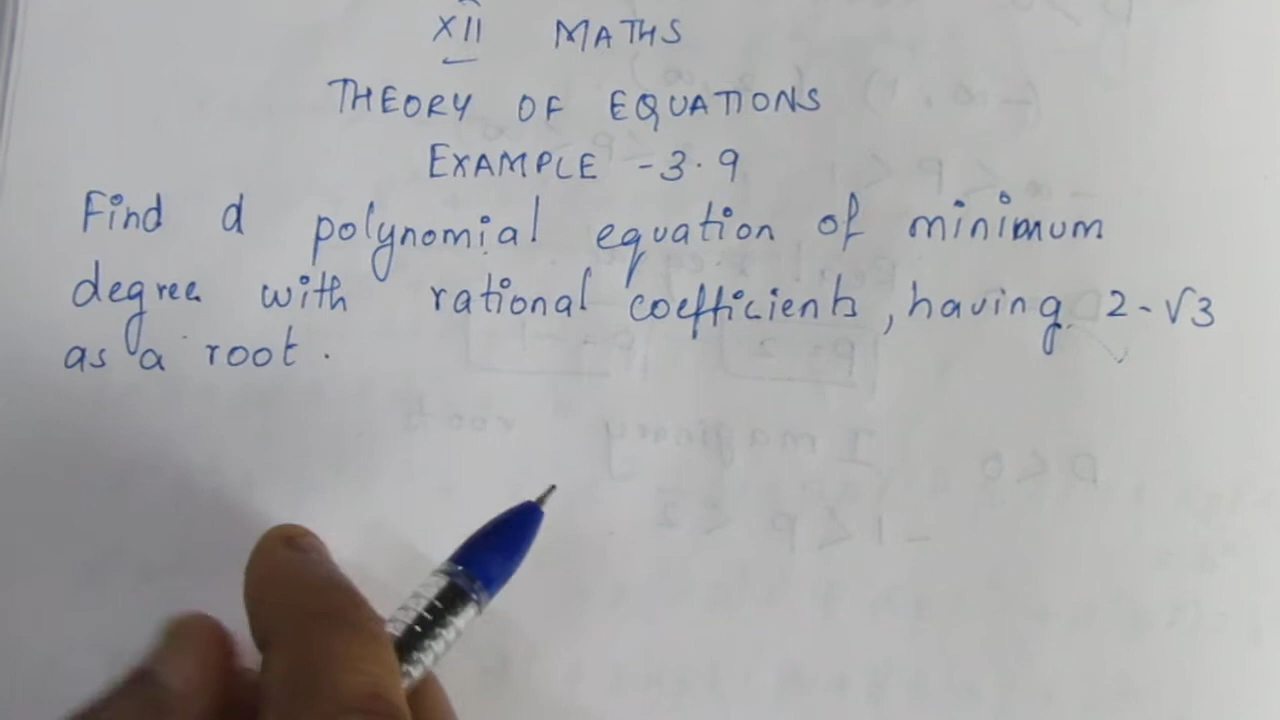 XII MATHS
THEORY OF EQUATIONS
EXAMPLE - 3.9
Find a polynomial equation of minimum
degree with rational coefficients, having 2-√3
as a root.